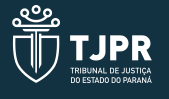 TJPR
TRIBUNAL DE JUSTIÇA
DO ESTADO DO PARANÁ